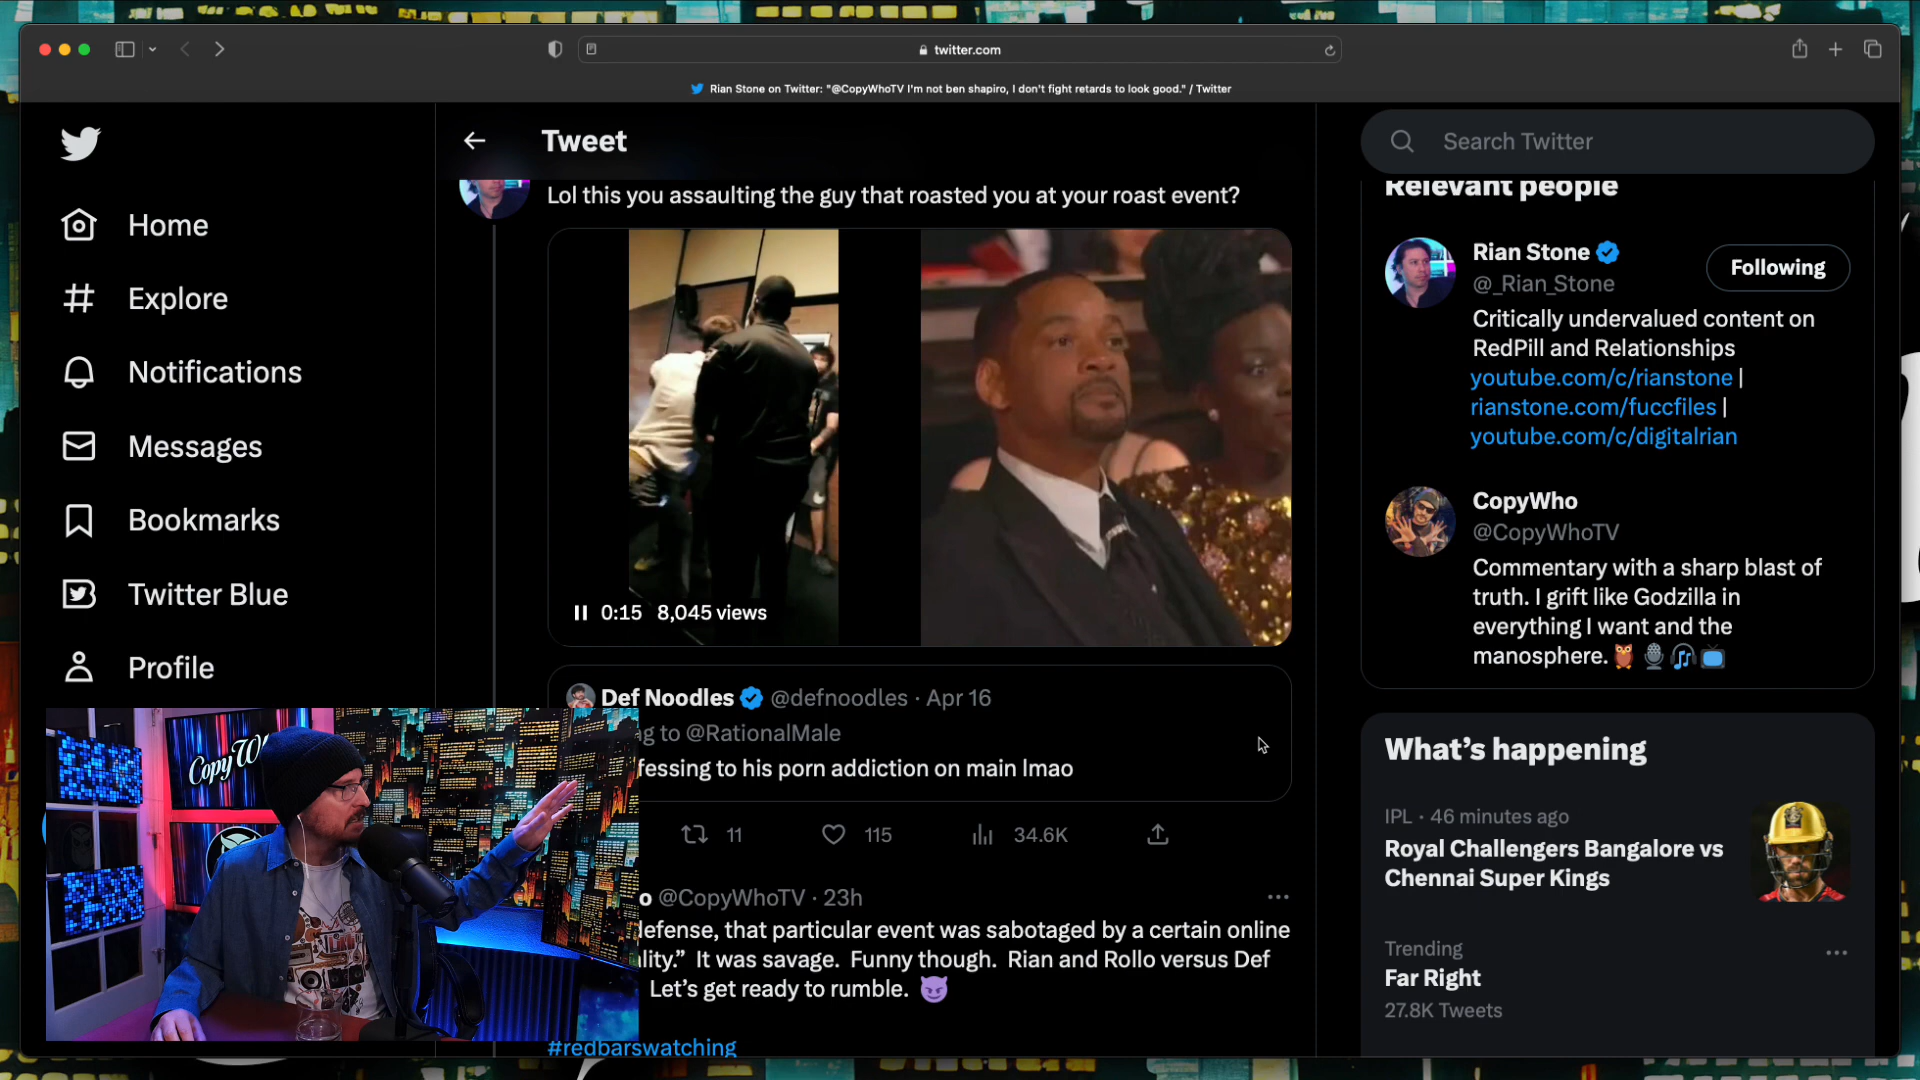 twitter.com
Rian Stone on Twitter: "@CopyWhoTV I'm not ben shapiro, I don't fight retards to look good." / Twitter
Home
Explore
Notifications
Messages
Bookmarks
Twitter Blue
Profile
Tweet
Lol this you assaulting the guy that roasted you at your roast event?
0:15 8,045 views
Def Noodles @defnoodles · Apr 16
g to @RationalMale
fessing to his porn addiction on main lmao
11 115 34.6K
o @CopyWhoTV · 23h
efense, that particular event was sabotaged by a certain online
lity.” It was savage. Funny though. Rian and Rollo versus Def
Let’s get ready to rumble. 😈
#redbarswatching
Search Twitter
Relevant people
Rian Stone
@_Rian_Stone
Following
Critically undervalued content on
RedPill and Relationships
youtube.com/c/rianstone |
rianstone.com/fuccfiles |
youtube.com/c/digitalrian
CopyWho
@CopyWhoTV
Commentary with a sharp blast of
truth. I grift like Godzilla in
everything I want and the
manosphere. 🦉🎙️🎧📺
What’s happening
IPL · 46 minutes ago
Royal Challengers Bangalore vs
Chennai Super Kings
Trending
Far Right
27.8K Tweets
Copy W